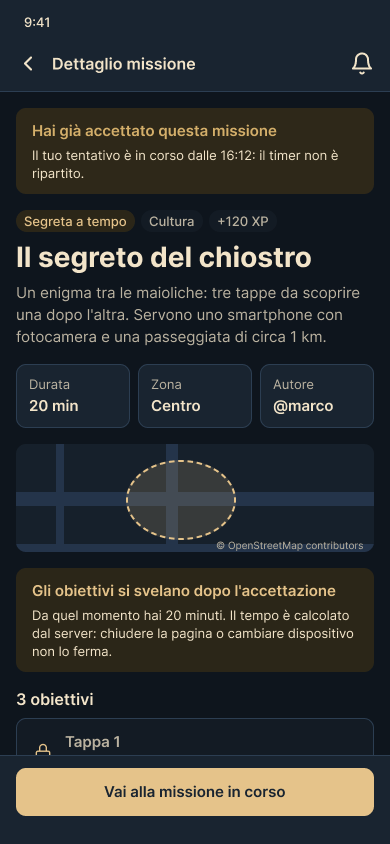 9:41
Dettaglio missione
Hai già accettato questa missione
Il tuo tentativo è in corso dalle 16:12: il timer non è
ripartito.
Segreta a tempo
Cultura
+120 XP
Il segreto del chiostro
Un enigma tra le maioliche: tre tappe da scoprire
una dopo l'altra. Servono uno smartphone con
fotocamera e una passeggiata di circa 1 km.
Durata
20 min
Zona
Centro
Autore
@marco
© OpenStreetMap contributors
Gli obiettivi si svelano dopo l'accettazione
Da quel momento hai 20 minuti. Il tempo è calcolato
dal server: chiudere la pagina o cambiare dispositivo
non lo ferma.
3 obiettivi
Tappa 1
Vai alla missione in corso